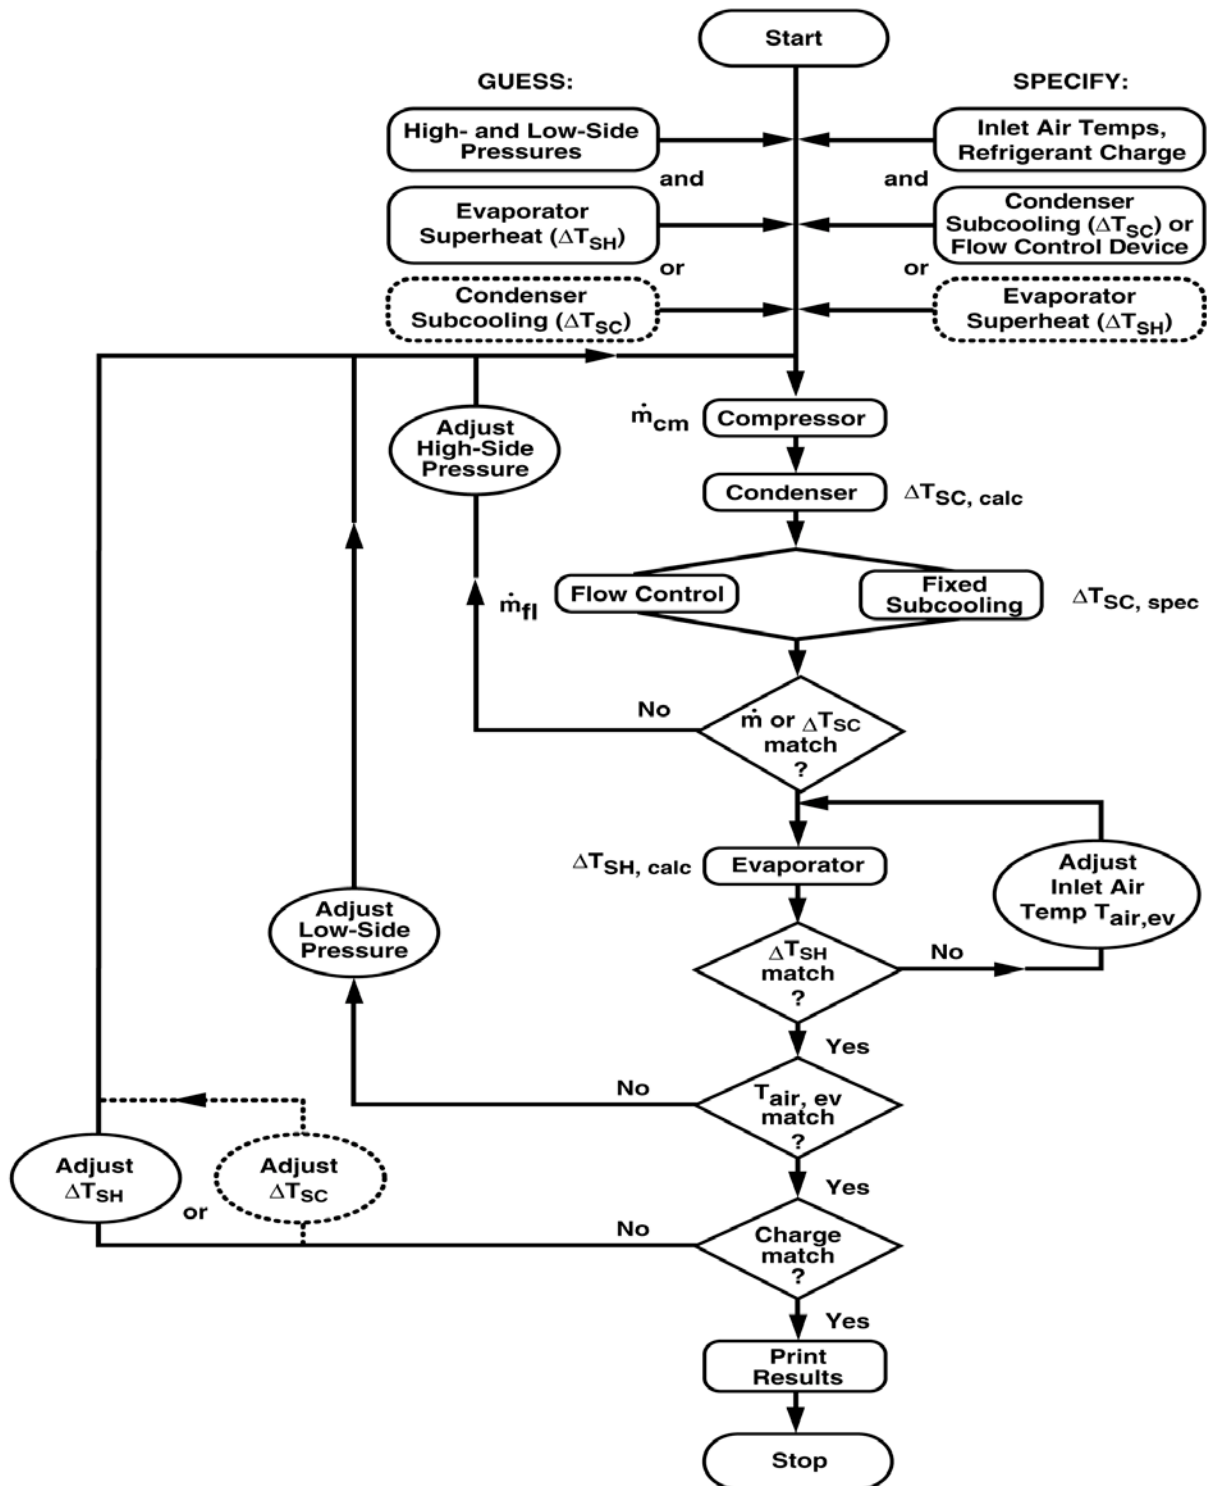 Start
GUESS:
SPECIFY:
High- and Low-Side
Pressures
Inlet Air Temps,
Refrigerant Charge
and
and
Evaporator
Superheat (ΔTSH)
Condenser
Subcooling (ΔTSC) or
Flow Control Device
or
or
Condenser
Subcooling (ΔTSC)
Evaporator
Superheat (ΔTSH)
Adjust
High-Side
Pressure
ṁcm
Compressor
Condenser
ΔTSC, calc
Flow Control
Fixed
Subcooling
ΔTSC, spec
ṁfl
No
ṁ or ΔTSC
match
?
ΔTSH, calc
Evaporator
Adjust
Inlet Air
Temp Tair,ev
Adjust
Low-Side
Pressure
ΔTSH
match
?
No
Yes
No
Tair, ev
match
?
Adjust
ΔTSH
or
Adjust
ΔTSC
Yes
No
Charge
match
?
Yes
Print
Results
Stop